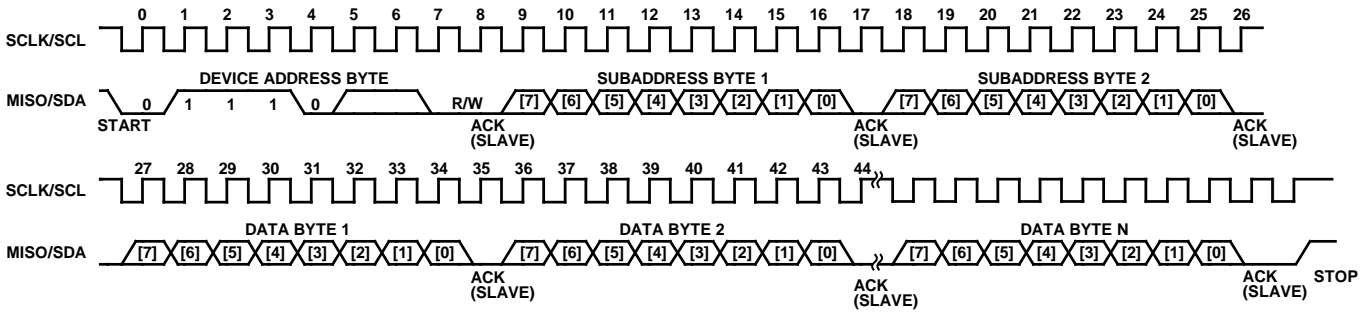 0 1 2 3 4 5 6 7 8 9 10 11 12 13 14 15 16 17 18 19 20 21 22 23 24 25 26
SCLK/SCL
DEVICE ADDRESS BYTE SUBADDRESS BYTE 1 SUBADDRESS BYTE 2
MISO/SDA 0 1 1 1 0 R/W [7] [6] [5] [4] [3] [2] [1] [0] [7] [6] [5] [4] [3] [2] [1] [0]
START ACK ACK ACK
(SLAVE) (SLAVE) (SLAVE)
27 28 29 30 31 32 33 34 35 36 37 38 39 40 41 42 43 44
SCLK/SCL
DATA BYTE 1 DATA BYTE 2 DATA BYTE N
MISO/SDA [7] [6] [5] [4] [3] [2] [1] [0] [7] [6] [5] [4] [3] [2] [1] [0] [7] [6] [5] [4] [3] [2] [1] [0]
ACK ACK ACK STOP
(SLAVE) (SLAVE) (SLAVE)